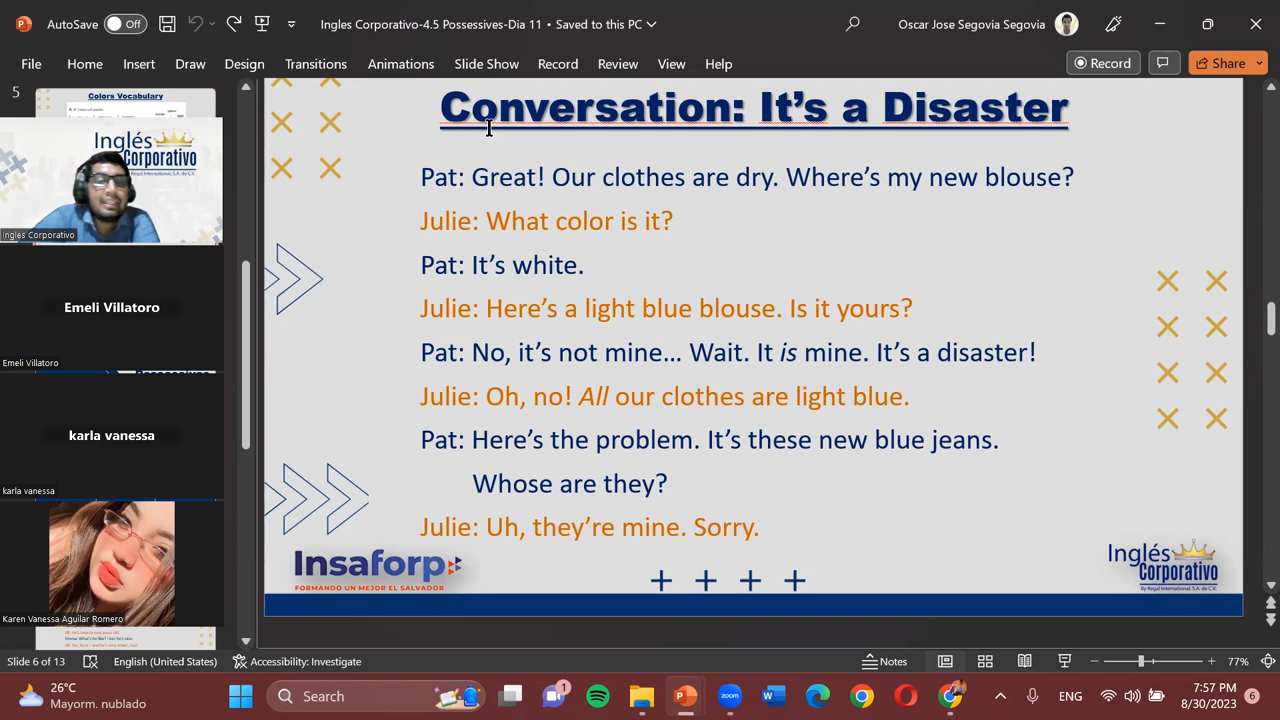 AutoSave
Off
Ingles Corporativo-4.5 Possessives-Dia 11 • Saved to this PC
Oscar Jose Segovia Segovia
File
Home
Insert
Draw
Design
Transitions
Animations
Slide Show
Record
Review
View
Help
Record
Share
5
Colors Vocabulary
Inglés
Corporativo
Ingles Corporativo
Emeli Villatoro
Emeli Villatoro
karla vanessa
karla vanessa
Karen Vanessa Aguilar Romero
Conversation: It's a Disaster
Pat: Great! Our clothes are dry. Where's my new blouse?
Julie: What color is it?
Pat: It's white.
Julie: Here's a light blue blouse. Is it yours?
Pat: No, it's not mine... Wait. It is mine. It's a disaster!
Julie: Oh, no! All our clothes are light blue.
Pat: Here's the problem. It's these new blue jeans.
Whose are they?
Julie: Uh, they're mine. Sorry.
Insaforp
FORMANDO UN MEJOR EL SALVADOR
Inglés
Corporativo
By Regal International, S.A. de C.V.
Slide 6 of 13
English (United States)
Accessibility: Investigate
Notes
77%
26°C
Mayorm. nublado
Search
1
zoom
ENG
7:57 PM
8/30/2023
6